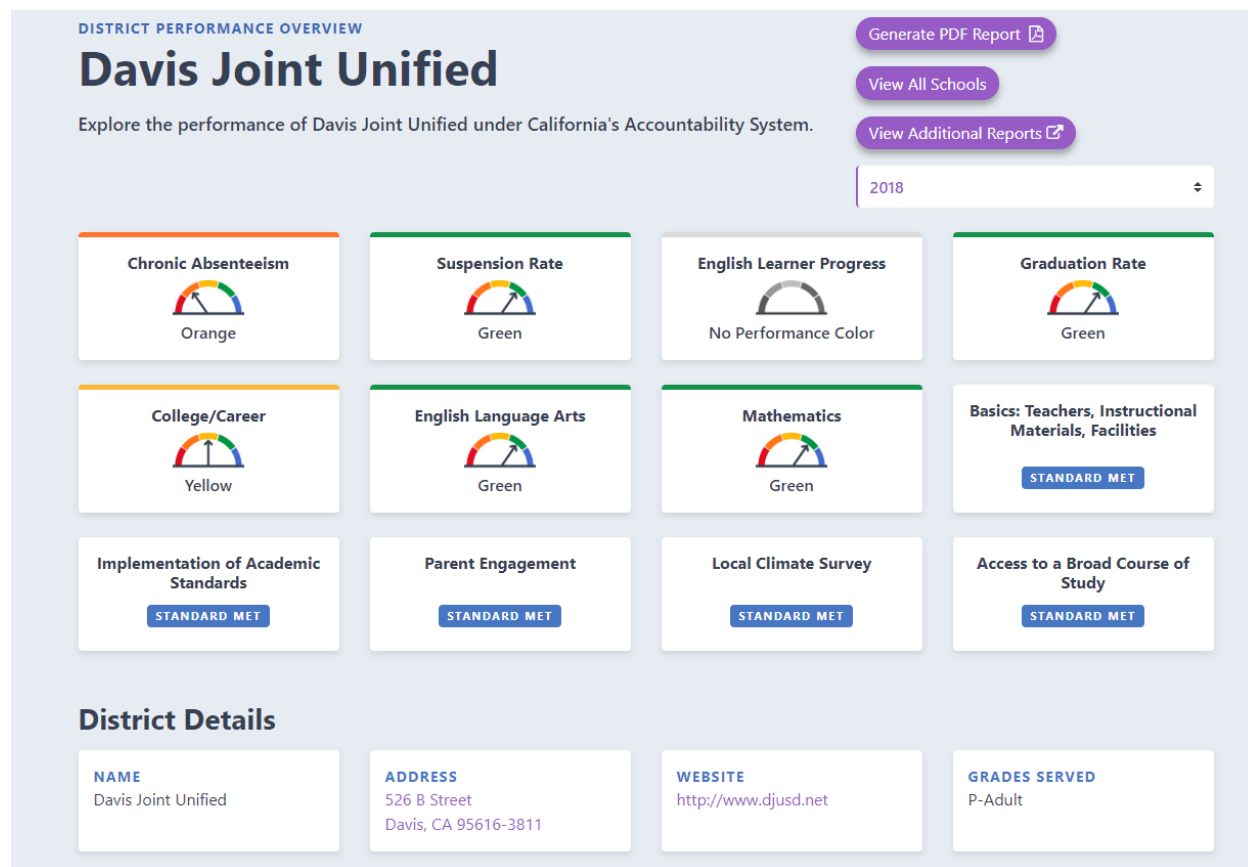 DISTRICT PERFORMANCE OVERVIEW
Davis Joint Unified
Explore the performance of Davis Joint Unified under California's Accountability System.
Generate PDF Report
View All Schools
View Additional Reports
2018
Chronic Absenteeism
Orange
Suspension Rate
Green
English Learner Progress
No Performance Color
Graduation Rate
Green
College/Career
Yellow
English Language Arts
Green
Mathematics
Green
Basics: Teachers, Instructional
Materials, Facilities
STANDARD MET
Implementation of Academic
Standards
STANDARD MET
Parent Engagement
STANDARD MET
Local Climate Survey
STANDARD MET
Access to a Broad Course of
Study
STANDARD MET
District Details
NAME
Davis Joint Unified
ADDRESS
526 B Street
Davis, CA 95616-3811
WEBSITE
http://www.djusd.net
GRADES SERVED
P-Adult